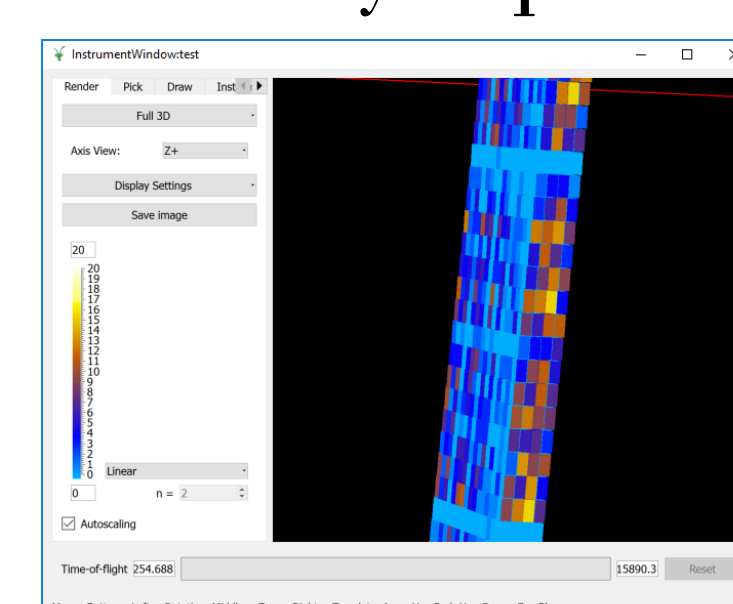 InstrumentWindow:test
Render Pick Draw Inst
Full 3D
Axis View: Z+
Display Settings
Save image
20
20
19
18
17
16
15
14
13
12
11
10
9
8
7
6
5
4
3
2
1
0
Linear
0 n = 2
Autoscaling
Time-of-flight 254.688 15890.3 Reset